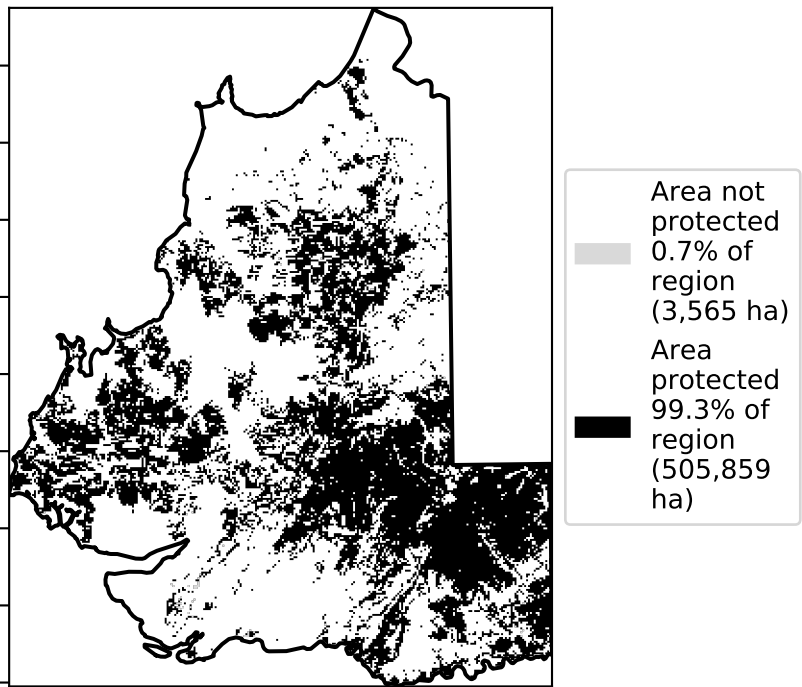 Area not
protected
0.7% of
region
(3,565 ha)
Area
protected
99.3% of
region
(505,859
ha)